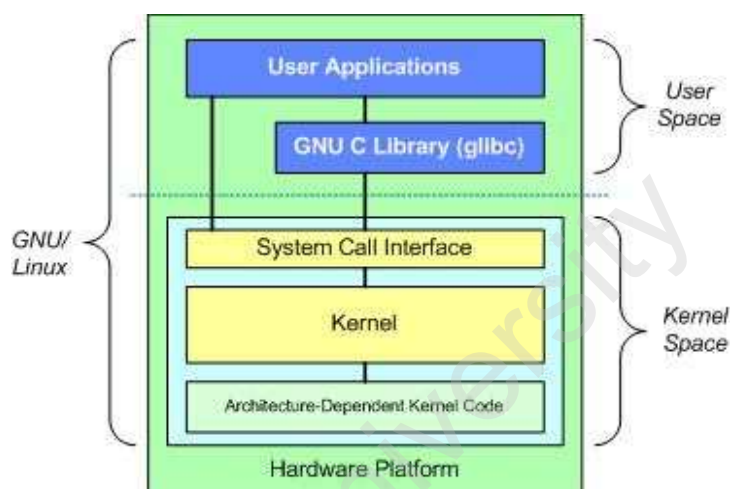 User Applications
User
Space
GNU C Library (glibc)
GNU/
Linux
System Call Interface
Kernel
Kernel
Space
Architecture-Dependent Kernel Code
Hardware Platform